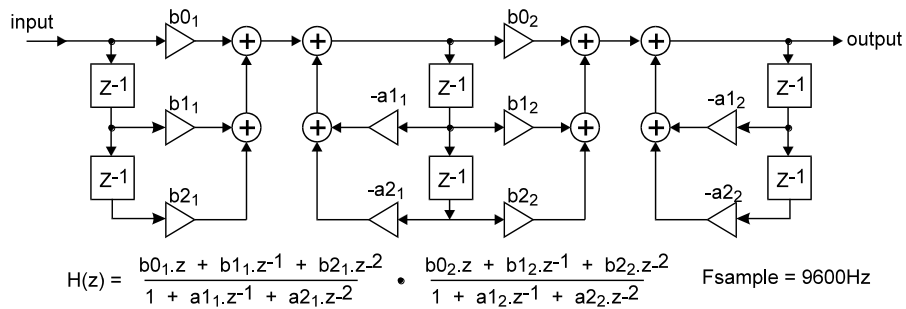 input
b0₁
b0₂
output
Z⁻¹
Z⁻¹
Z⁻¹
b1₁
-a1₁
b1₂
-a1₂
Z⁻¹
Z⁻¹
Z⁻¹
b2₁
-a2₁
b2₂
-a2₂
H(z) = b0₁.z + b1₁.z⁻¹ + b2₁.z⁻² • b0₂.z + b1₂.z⁻¹ + b2₂.z⁻² Fsample = 9600Hz
1 + a1₁.z⁻¹ + a2₁.z⁻² 1 + a1₂.z⁻¹ + a2₂.z⁻²